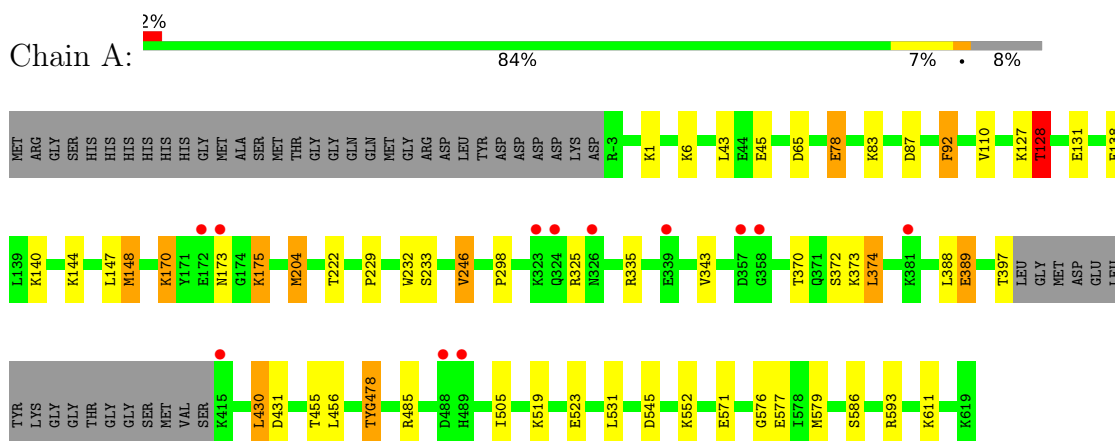 2%
Chain A:
84% 7% • 8%
MET ARG GLY SER HIS HIS HIS HIS HIS HIS GLY MET ALA SER MET THR GLY GLY GLN GLN MET GLY ARG ASP LEU TYR ASP ASP ASP ASP LYS ASP R-3 K1 K6 L43 E44 E45 D65 E78 K83 D87 F92 V110 K127 T128 E131 E138
L139 K140 K144 L147 M148 K170 Y171 E172 N173 G174 K175 M204 T222 P229 W232 S233 V246 P298 K323 Q324 R325 N326 R335 E339 V343 D357 G358 T370 Q371 S372 K373 L374 K381 L388 E389 T397 LEU GLY MET ASP GLU LEU
TYR LYS GLY GLY THR GLY GLY SER MET VAL SER K415 L430 D431 T455 L456 TYG478 R485 D488 H489 I505 K519 E523 L531 D545 K552 E571 G576 E577 I578 M579 S586 R593 K611 K619